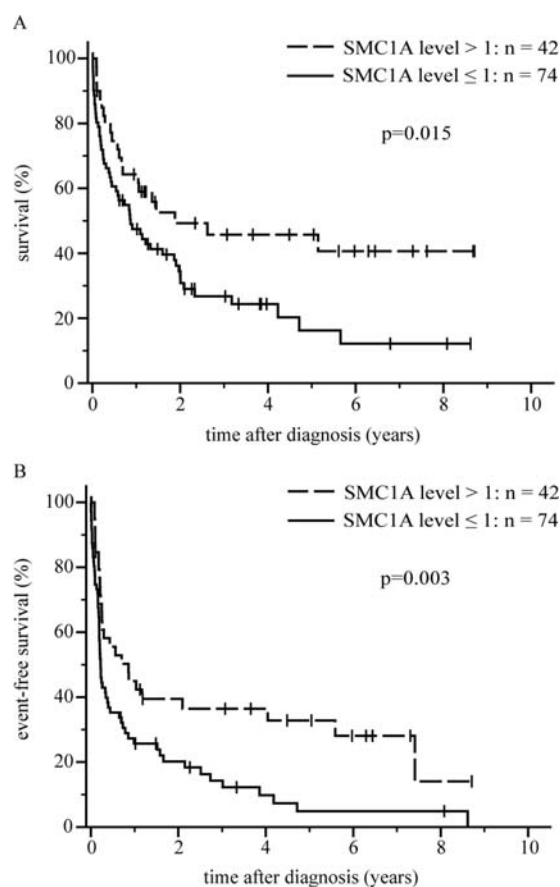 A
SMC1A level > 1: n = 42
SMC1A level ≤ 1: n = 74
p=0.015
100
80
60
40
20
0
survival (%)
0 2 4 6 8 10
time after diagnosis (years)
B
SMC1A level > 1: n = 42
SMC1A level ≤ 1: n = 74
p=0.003
100
80
60
40
20
0
event-free survival (%)
0 2 4 6 8 10
time after diagnosis (years)